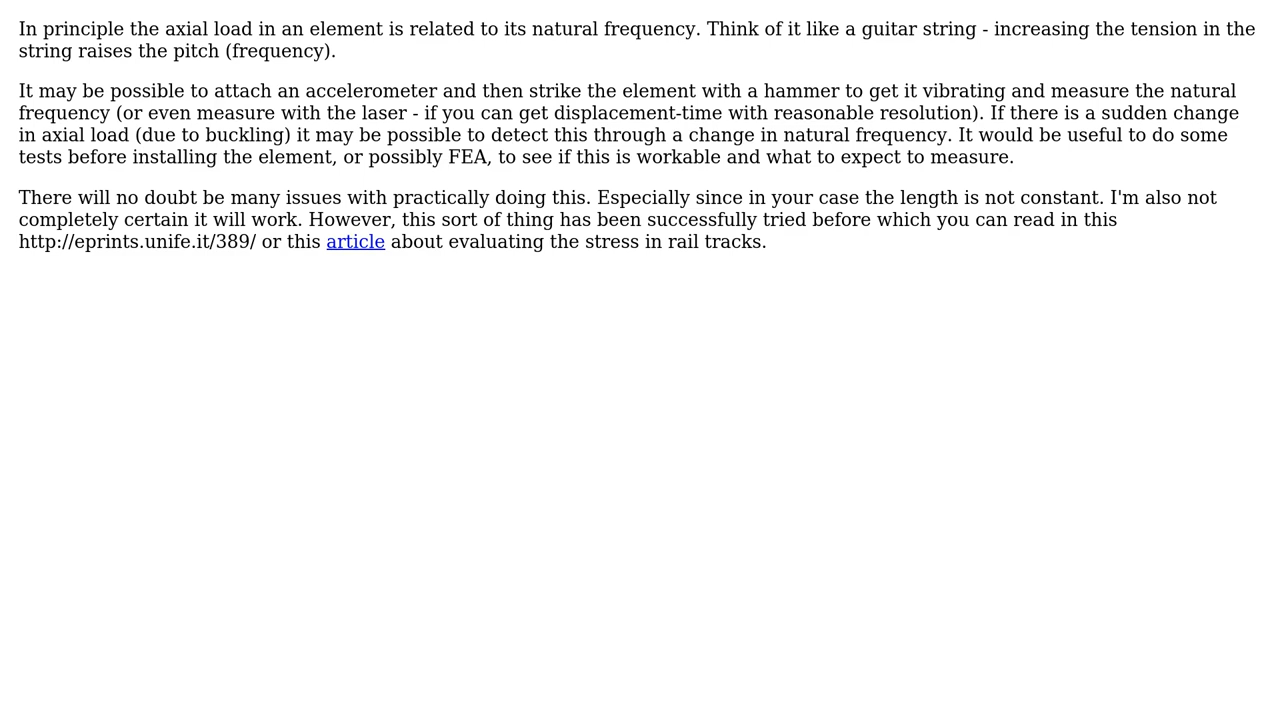 In principle the axial load in an element is related to its natural frequency. Think of it like a guitar string - increasing the tension in the
string raises the pitch (frequency).
It may be possible to attach an accelerometer and then strike the element with a hammer to get it vibrating and measure the natural
frequency (or even measure with the laser - if you can get displacement-time with reasonable resolution). If there is a sudden change
in axial load (due to buckling) it may be possible to detect this through a change in natural frequency. It would be useful to do some
tests before installing the element, or possibly FEA, to see if this is workable and what to expect to measure.
There will no doubt be many issues with practically doing this. Especially since in your case the length is not constant. I'm also not
completely certain it will work. However, this sort of thing has been successfully tried before which you can read in this
http://eprints.unife.it/389/ or this article about evaluating the stress in rail tracks.